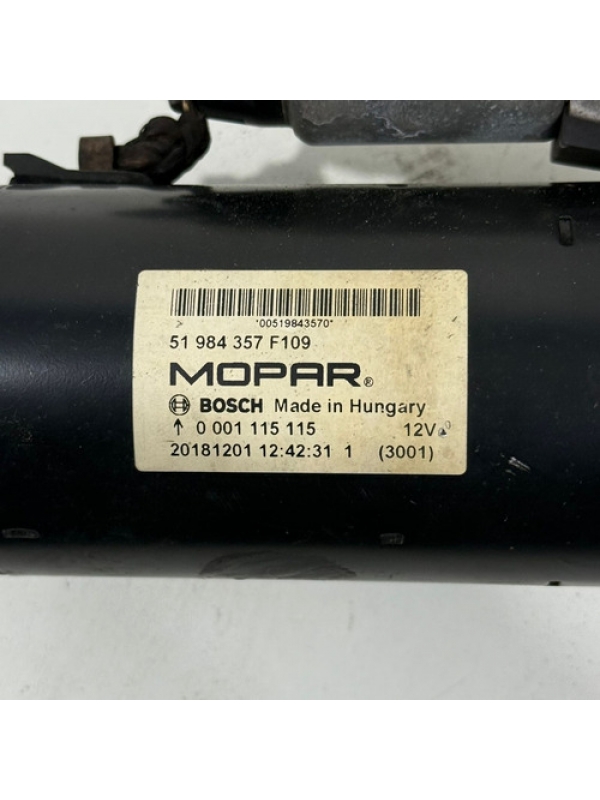 *00519843570*
51 984 357 F109
MOPAR®
BOSCH Made in Hungary
↑ 0 001 115 115 12V
20181201 12:42:31 1 (3001)